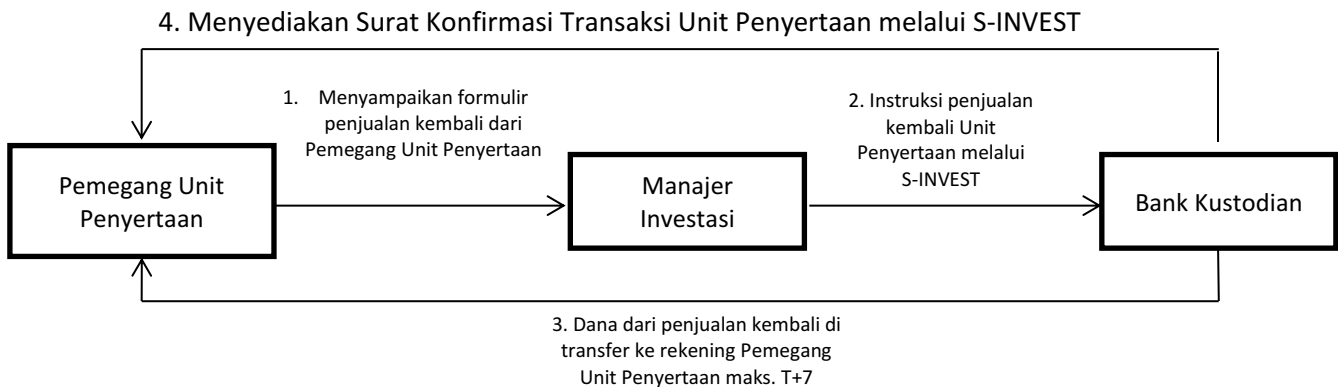 4. Menyediakan Surat Konfirmasi Transaksi Unit Penyertaan melalui S-INVEST
1. Menyampaikan formulir
penjualan kembali dari
Pemegang Unit Penyertaan
2. Instruksi penjualan
kembali Unit
Penyertaan melalui
S-INVEST
Pemegang Unit
Penyertaan
Manajer
Investasi
Bank Kustodian
3. Dana dari penjualan kembali di
transfer ke rekening Pemegang
Unit Penyertaan maks. T+7